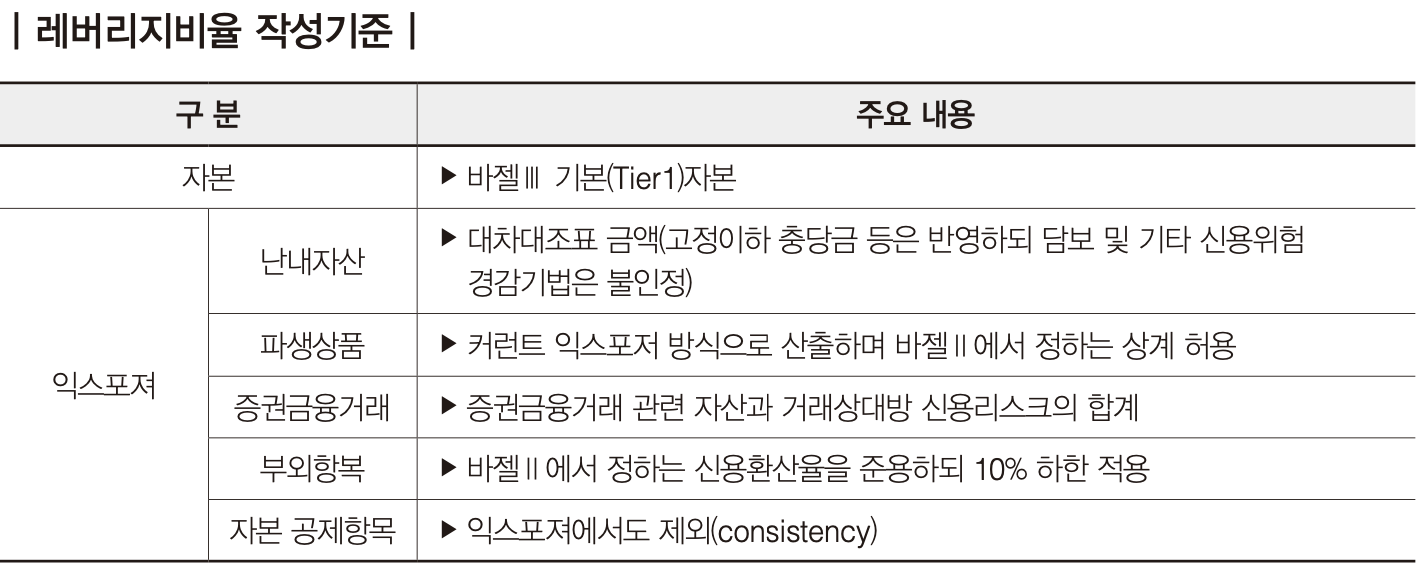 | 레버리지비율 작성기준 |
구 분
주요 내용
자본
▶ 바젤Ⅲ 기본(Tier1)자본
익스포져
난내자산
▶ 대차대조표 금액(고정이하 충당금 등은 반영하되 담보 및 기타 신용위험
경감기법은 불인정)
파생상품
▶ 커런트 익스포저 방식으로 산출하며 바젤Ⅱ에서 정하는 상계 허용
증권금융거래
▶ 증권금융거래 관련 자산과 거래상대방 신용리스크의 합계
부외항복
▶ 바젤Ⅱ에서 정하는 신용환산율을 준용하되 10% 하한 적용
자본 공제항목
▶ 익스포져에서도 제외(consistency)